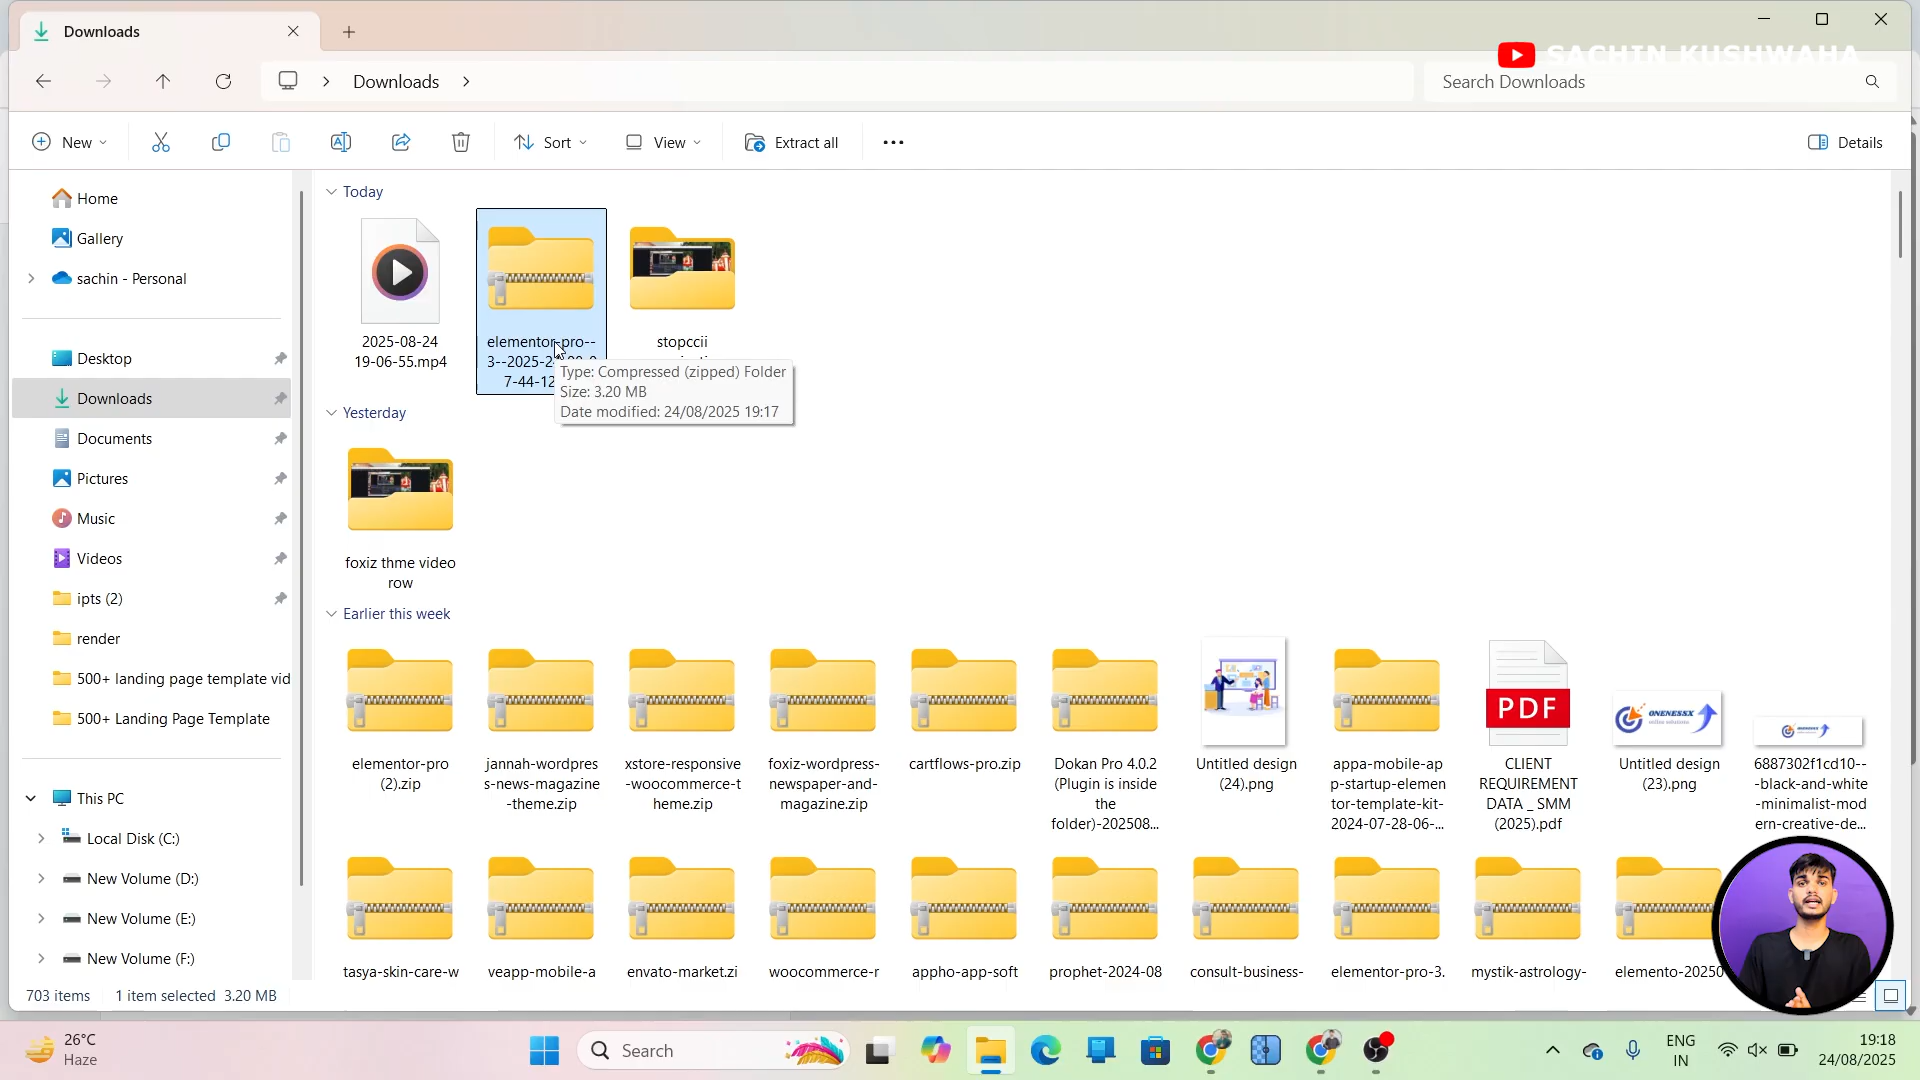 Downloads
SACHIN KUSHWAHA
Downloads
Search Downloads
New
Sort
View
Extract all
Details
Home
Gallery
sachin - Personal
Desktop
Downloads
Documents
Pictures
Music
Videos
ipts (2)
render
500+ landing page template vid
500+ Landing Page Template
This PC
Local Disk (C:)
New Volume (D:)
New Volume (E:)
New Volume (F:)
Today
2025-08-24
19-06-55.mp4
elementor-pro--
3--2025-2
7-44-12
stopccii
Type: Compressed (zipped) Folder
Size: 3.20 MB
Date modified: 24/08/2025 19:17
Yesterday
foxiz thme video
row
Earlier this week
elementor-pro
(2).zip
jannah-wordpres
s-news-magazine
-theme.zip
xstore-responsive
-woocommerce-t
heme.zip
foxiz-wordpress-
newspaper-and-
magazine.zip
cartflows-pro.zip
Dokan Pro 4.0.2
(Plugin is inside
the
folder)-202508...
Untitled design
(24).png
appa-mobile-ap
p-startup-elemen
tor-template-kit-
2024-07-28-06-...
PDF
CLIENT
REQUIREMENT
DATA _ SMM
(2025).pdf
ONENESSX
Untitled design
(23).png
ONENESSX
6887302f1cd10--
-black-and-white
-minimalist-mod
ern-creative-de...
tasya-skin-care-w
veapp-mobile-a
envato-market.zi
woocommerce-r
appho-app-soft
prophet-2024-08
consult-business-
elementor-pro-3.
mystik-astrology-
elemento-20250
703 items
1 item selected 3.20 MB
26°C
Haze
Search
ENG
IN
19:18
24/08/2025